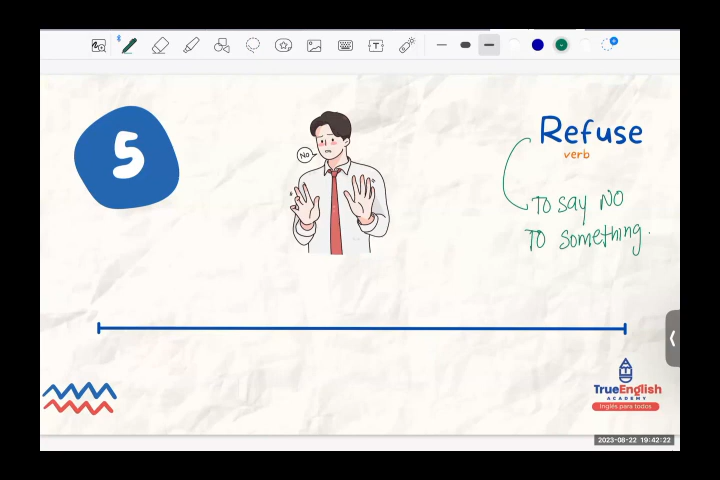 T
5
No
Refuse
verb
To say NO
To something.
TrueEnglish
ACADEMY
Inglés para todos
2023-08-22 19:42:22